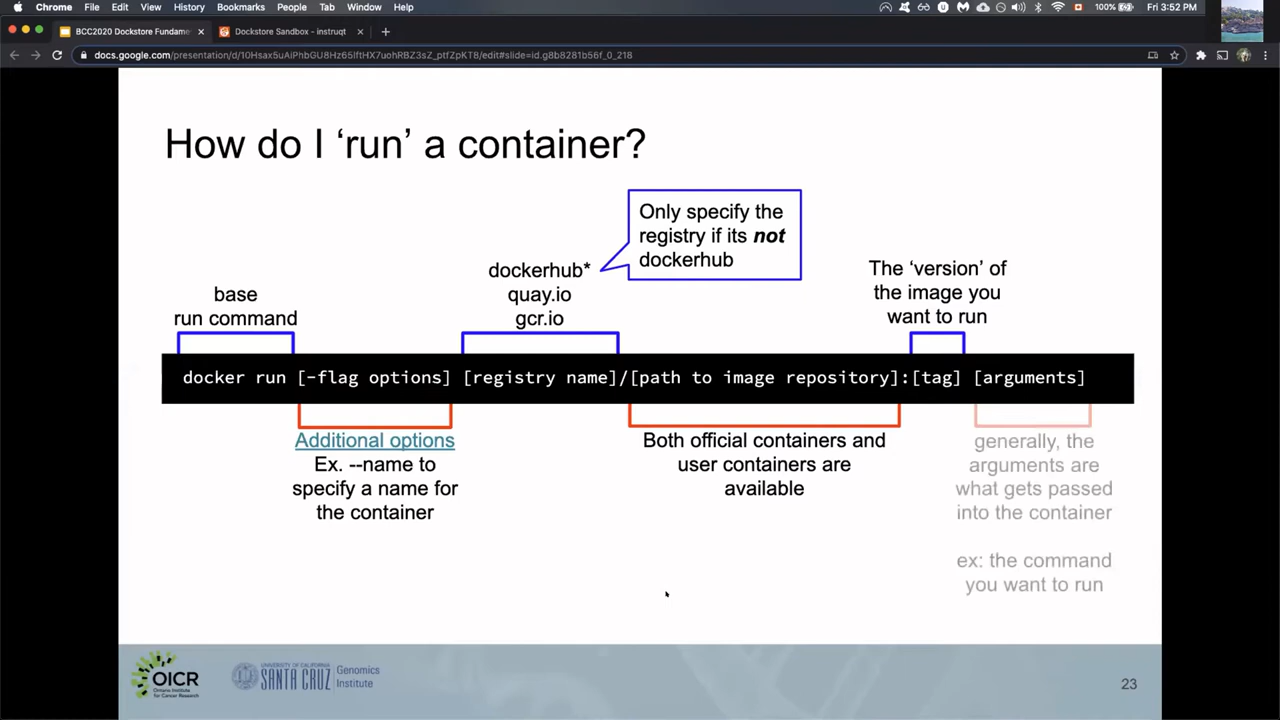 Chrome File Edit View History Bookmarks People Tab Window Help
100% Fri 3:52 PM
BCC2020 Dockstore Fundame
Dockstore Sandbox - instruqt
docs.google.com/presentation/d/10Hsax5uAiPhbGU8Hz65lftHX7uohRBZ3sZ_ptfZpKT8/edit#slide=id.g8b8281b56f_0_218
How do I ‘run’ a container?
Only specify the
registry if its not
dockerhub
dockerhub*
quay.io
gcr.io
The ‘version’ of
the image you
want to run
base
run command
docker run [-flag options] [registry name]/[path to image repository]:[tag] [arguments]
Additional options
Ex. --name to
specify a name for
the container
Both official containers and
user containers are
available
generally, the
arguments are
what gets passed
into the container
ex: the command
you want to run
OICR
Ontario Institute
for Cancer Research
UNIVERSITY OF CALIFORNIA
SANTA CRUZ
Genomics
Institute
23